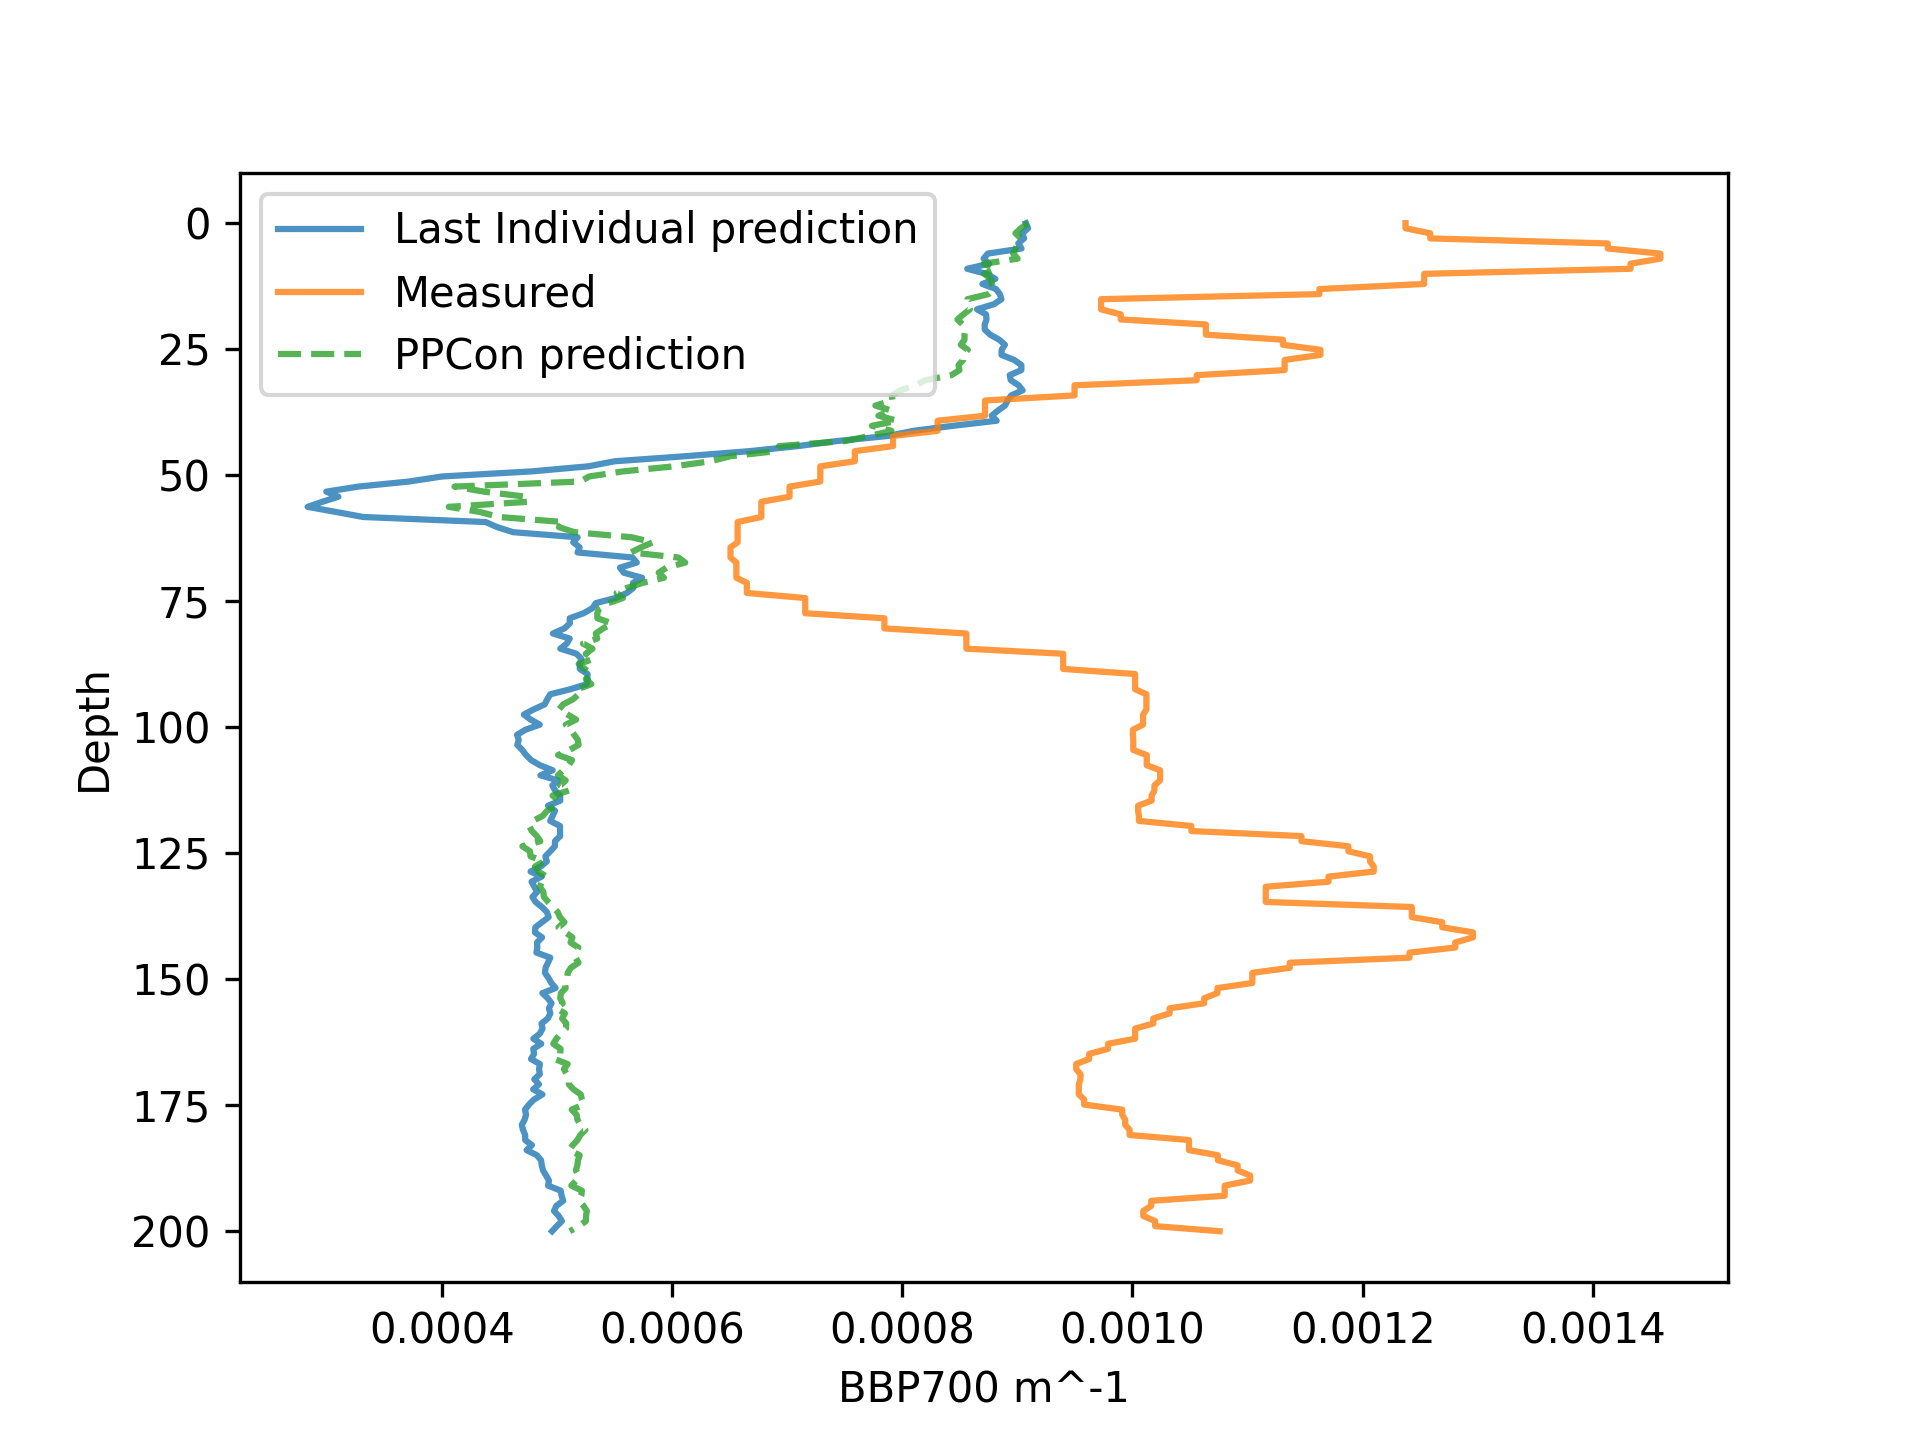 Last Individual prediction
Measured
PPCon prediction
0
25
50
75
100
125
150
175
200
Depth
0.0004 0.0006 0.0008 0.0010 0.0012 0.0014
BBP700 m^-1